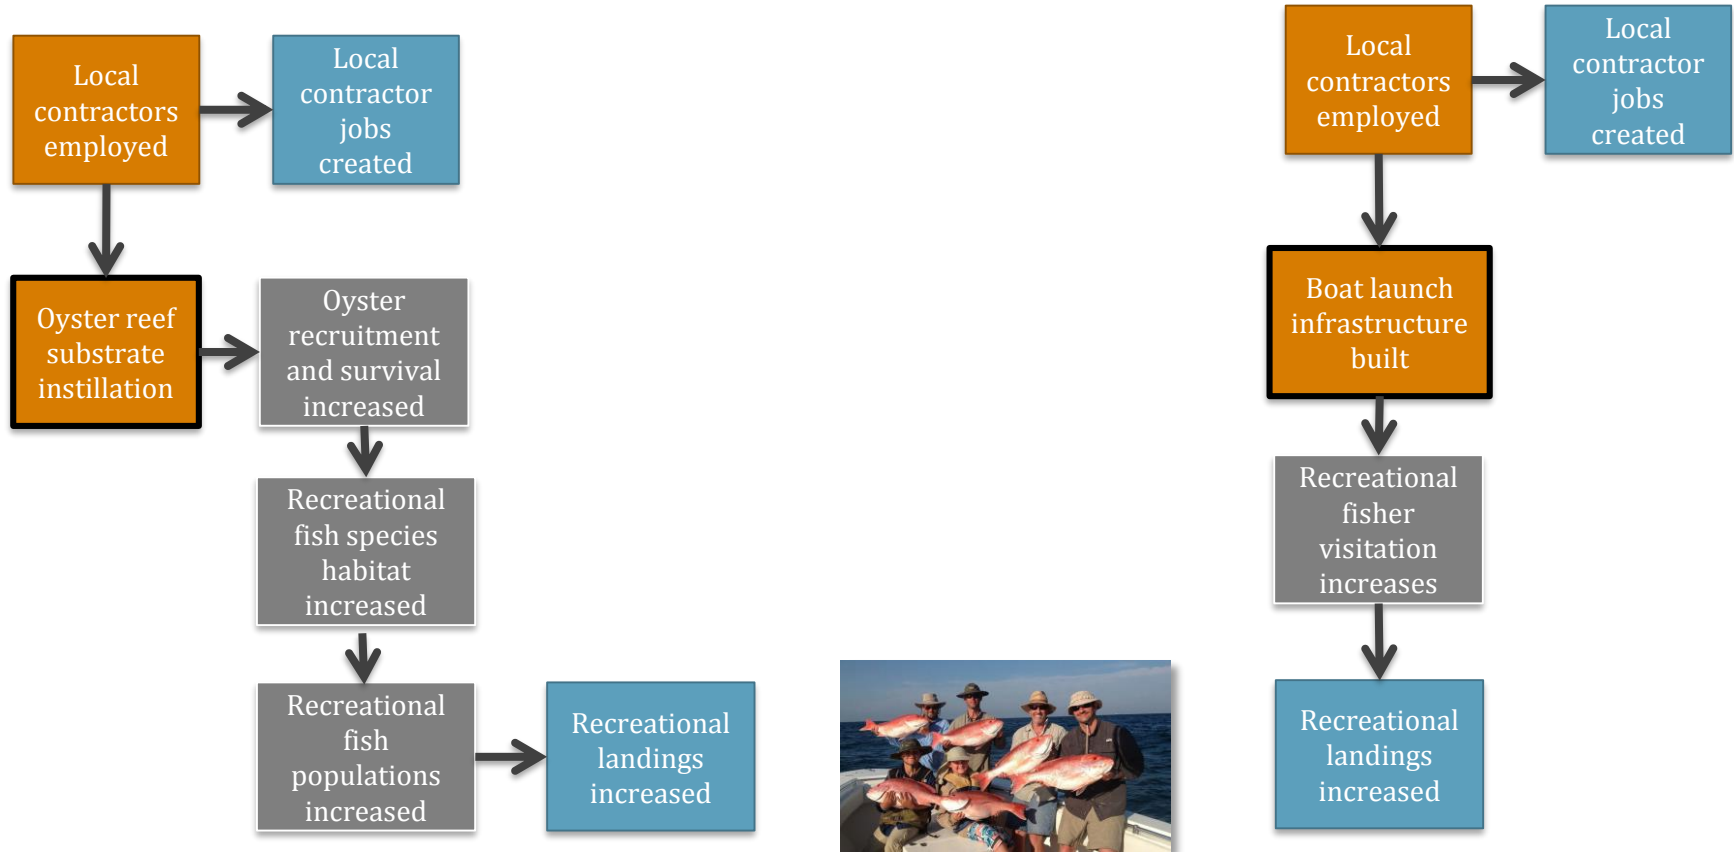 Local
contractors
employed
Local
contractor
jobs
created
Oyster reef
substrate
instillation
Oyster
recruitment
and survival
increased
Recreational
fish species
habitat
increased
Recreational
fish
populations
increased
Recreational
landings
increased
Local
contractors
employed
Local
contractor
jobs
created
Boat launch
infrastructure
built
Recreational
fisher
visitation
increases
Recreational
landings
increased